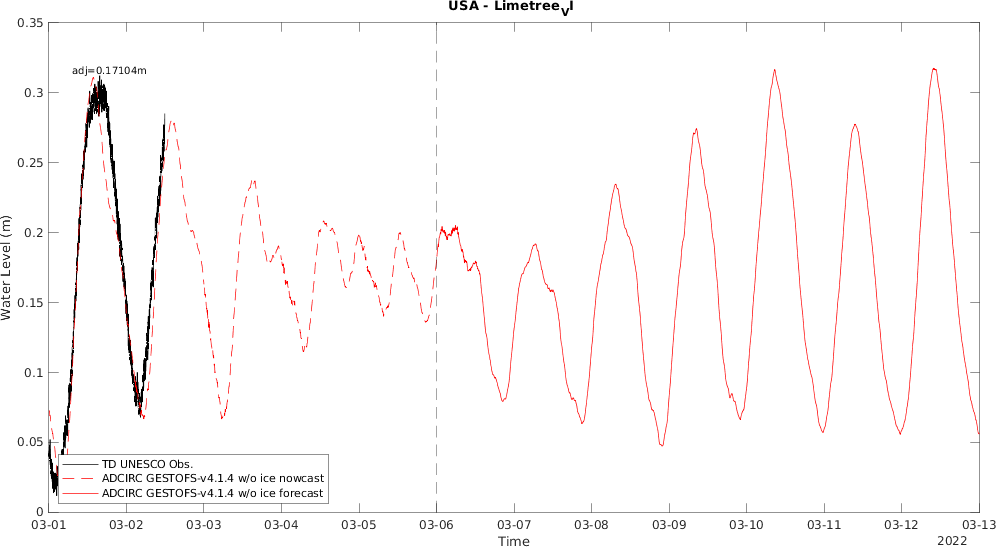 USA - LimetreeVI
adj=0.17104m
0.35
0.3
0.25
0.2
0.15
0.1
0.05
0
Water Level (m)
TD UNESCO Obs.
ADCIRC GESTOFS-v4.1.4 w/o ice nowcast
ADCIRC GESTOFS-v4.1.4 w/o ice forecast
03-01 03-02 03-03 03-04 03-05 03-06 03-07 03-08 03-09 03-10 03-11 03-12 03-13
Time
2022